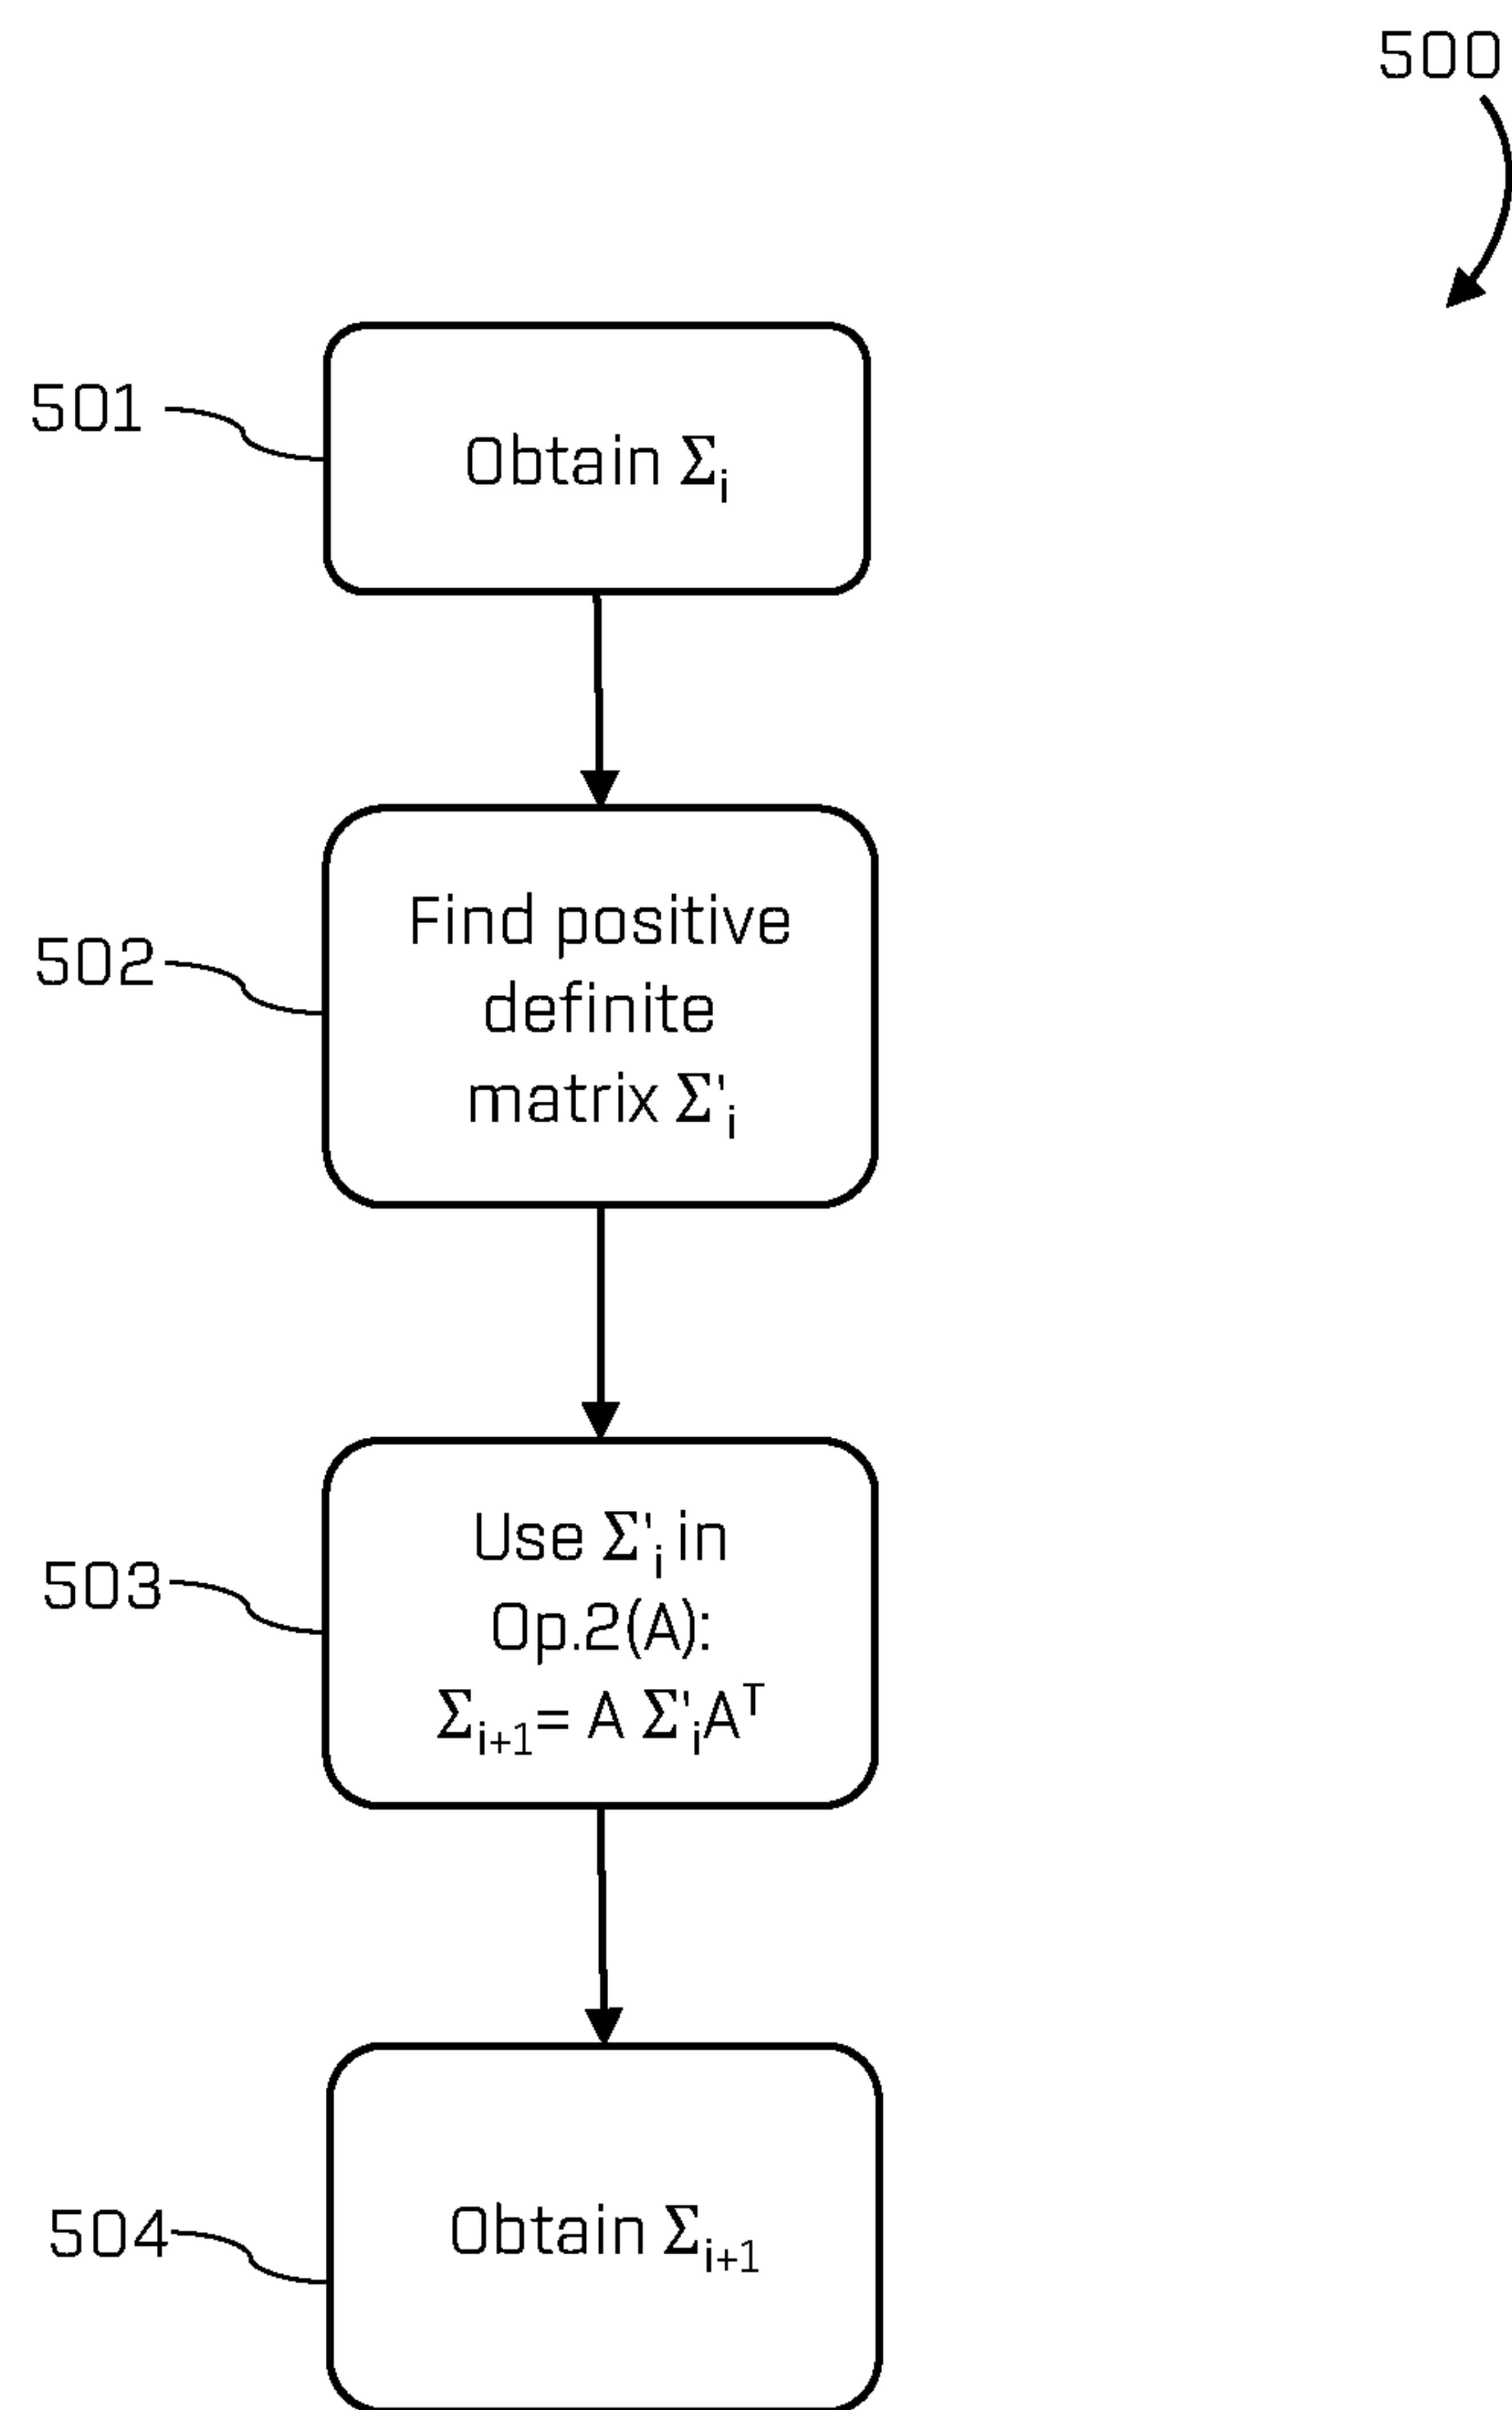 500
501
Obtain Σᵢ
502
Find positive
definite
matrix Σ'ᵢ
503
Use Σ'ᵢ in
Op.2(A):
Σᵢ₊₁= A Σ'ᵢAᵀ
504
Obtain Σᵢ₊₁